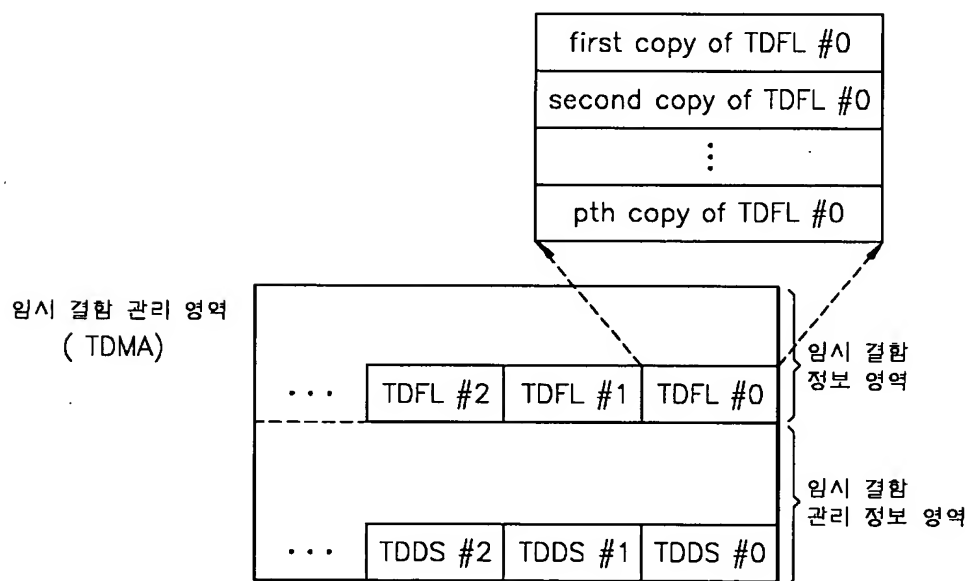 first copy of TDFL #0
second copy of TDFL #0
⋮
pth copy of TDFL #0
임시 결함 관리 영역
( TDMA)
임시 결함
정보 영역
... TDFL #2 TDFL #1 TDFL #0
임시 결함
관리 정보 영역
... TDDS #2 TDDS #1 TDDS #0